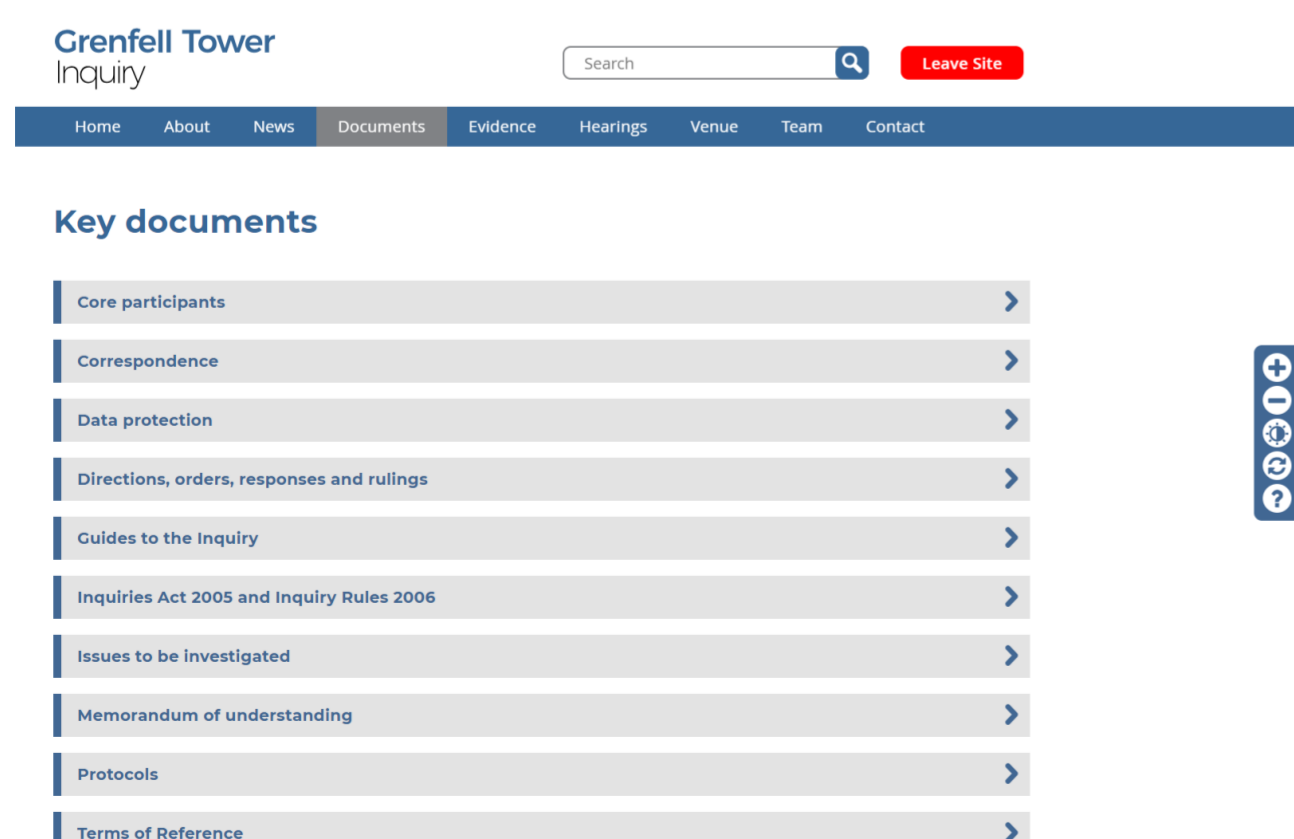 Grenfell Tower
Inquiry
Search
Leave Site
Home About News Documents Evidence Hearings Venue Team Contact
Key documents
Core participants
Correspondence
Data protection
Directions, orders, responses and rulings
Guides to the Inquiry
Inquiries Act 2005 and Inquiry Rules 2006
Issues to be investigated
Memorandum of understanding
Protocols
Terms of Reference